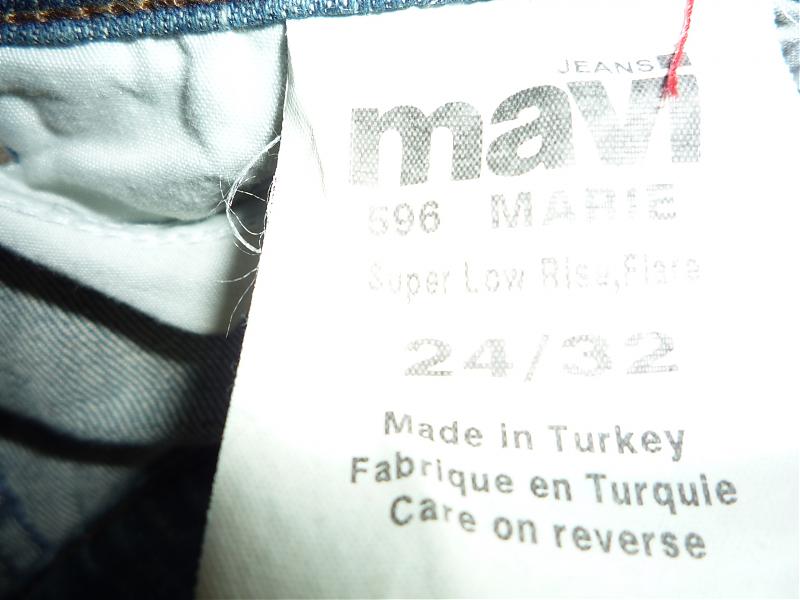 JEANS
mavi
596 MARIE
Super Low Rise,Flare
24/32
Made in Turkey
Fabrique en Turquie
Care on reverse